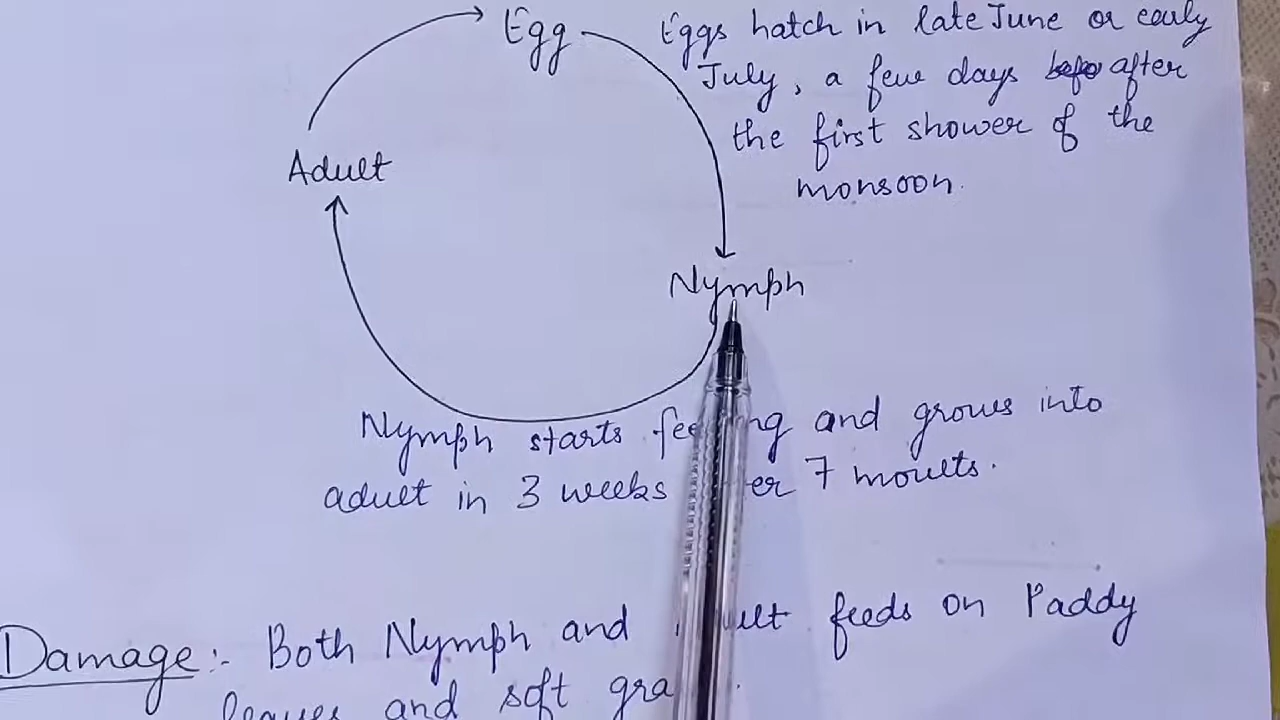 Egg
Eggs hatch in late June or early
July, a few days after
the first shower of the
monsoon.
Adult
Nymph
Nymph starts feeding and grows into
adult in 3 weeks 7 moults.
Damage:- Both Nymph and feeds on Paddy
leaves and soft